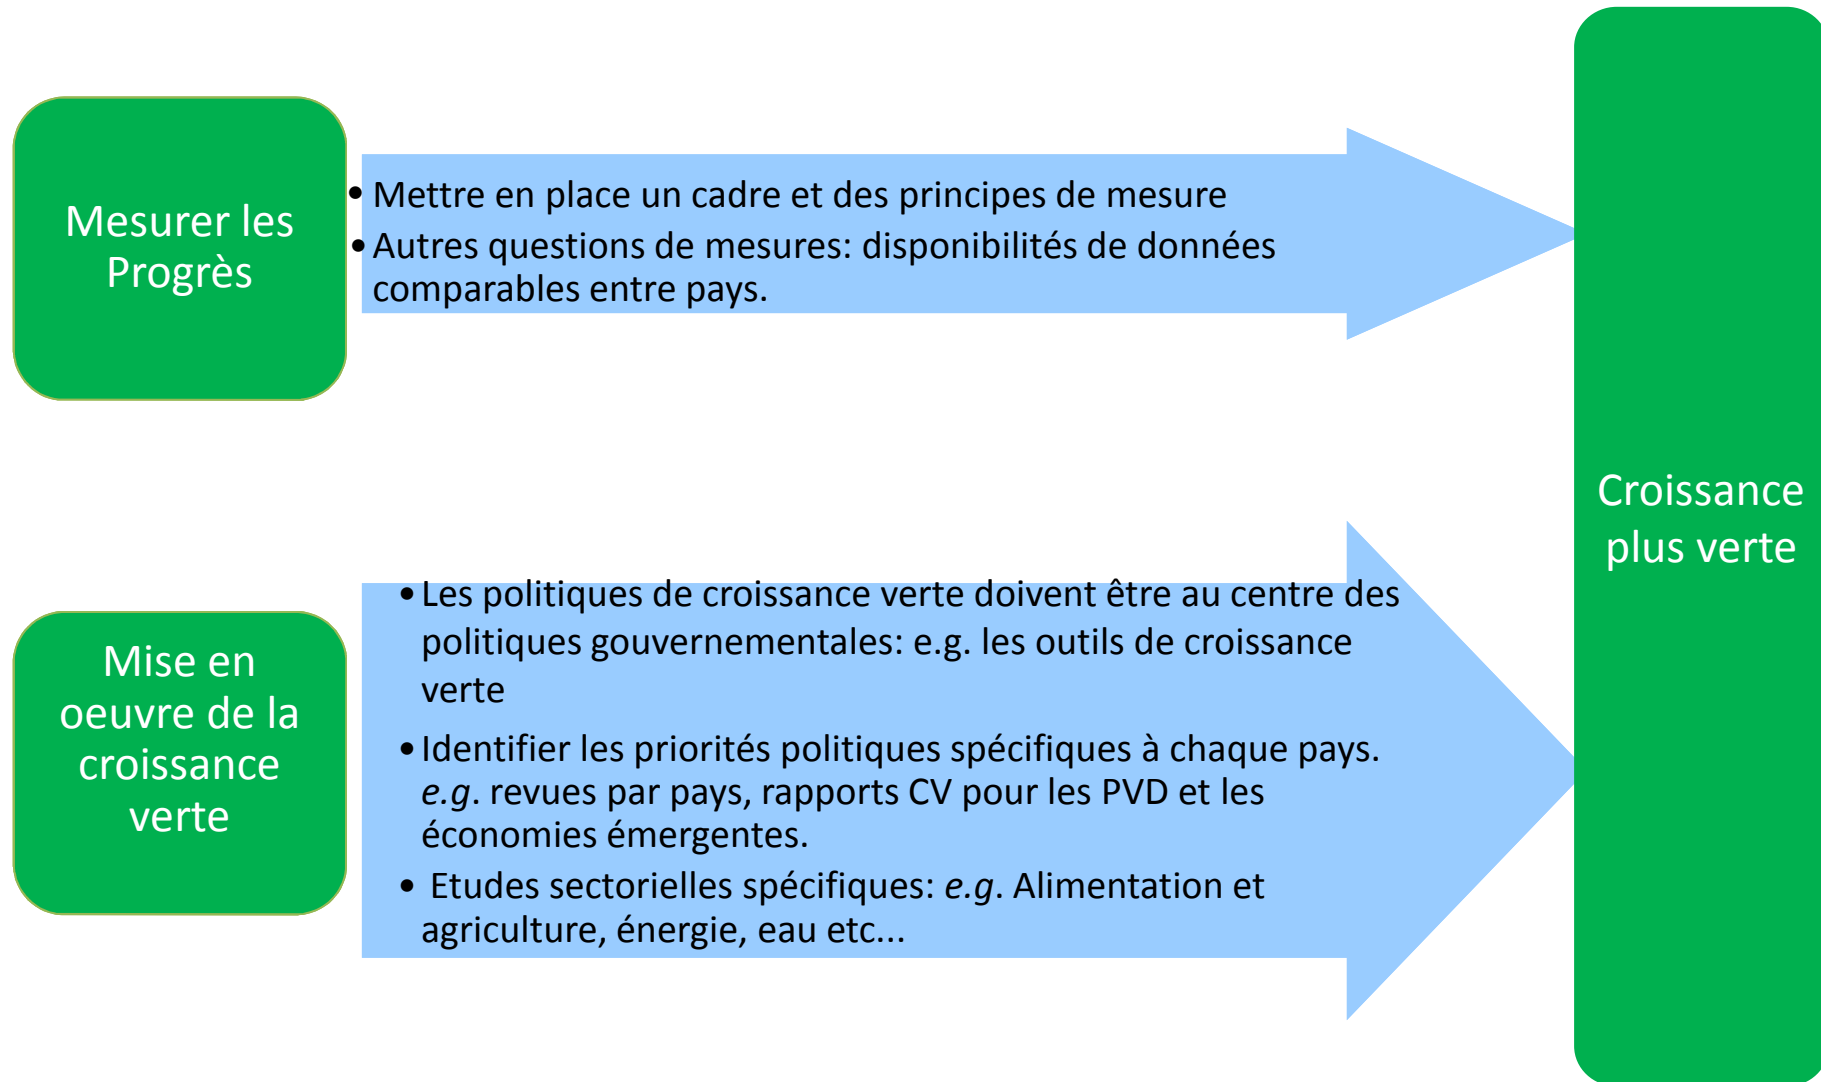 Mesurer les
Progrès
• Mettre en place un cadre et des principes de mesure
• Autres questions de mesures: disponibilités de données
comparables entre pays.
Mise en
oeuvre de la
croissance
verte
• Les politiques de croissance verte doivent être au centre des
politiques gouvernementales: e.g. les outils de croissance
verte
• Identifier les priorités politiques spécifiques à chaque pays.
e.g. revues par pays, rapports CV pour les PVD et les
économies émergentes.
• Etudes sectorielles spécifiques: e.g. Alimentation et
agriculture, énergie, eau etc...
Croissance
plus verte